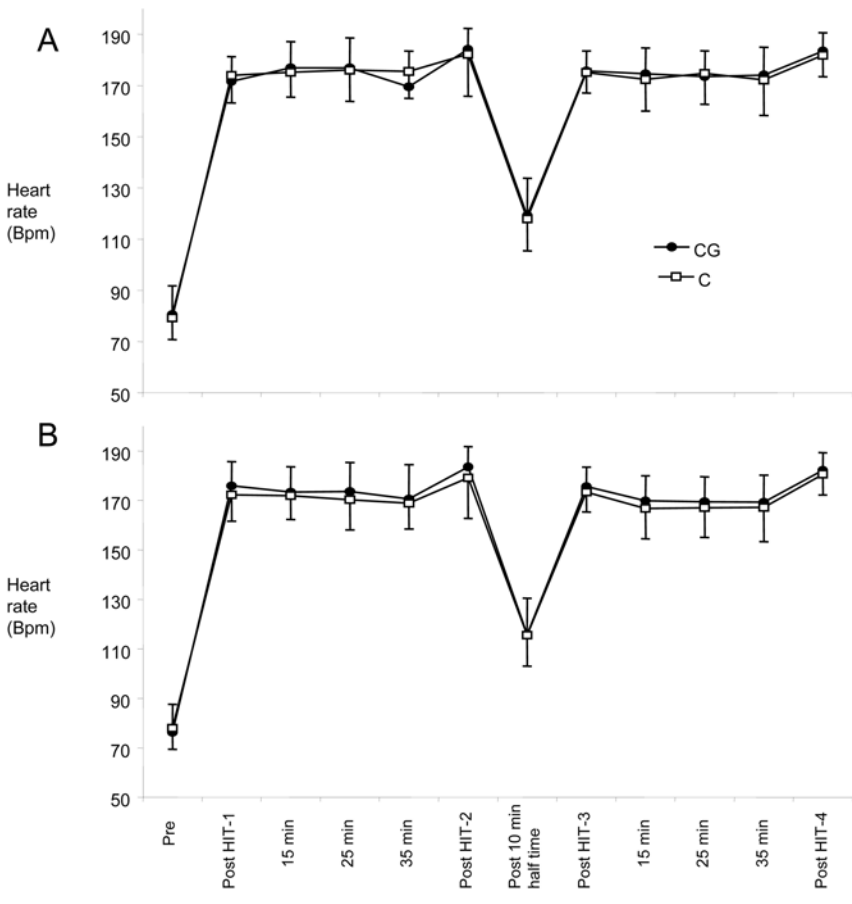 A
190
170
150
130
110
90
70
50
Heart
rate
(Bpm)
CG
C
B
190
170
150
130
110
90
70
50
Heart
rate
(Bpm)
Pre
Post HIT-1
15 min
25 min
35 min
Post HIT-2
Post 10 min
half time
Post HIT-3
15 min
25 min
35 min
Post HIT-4